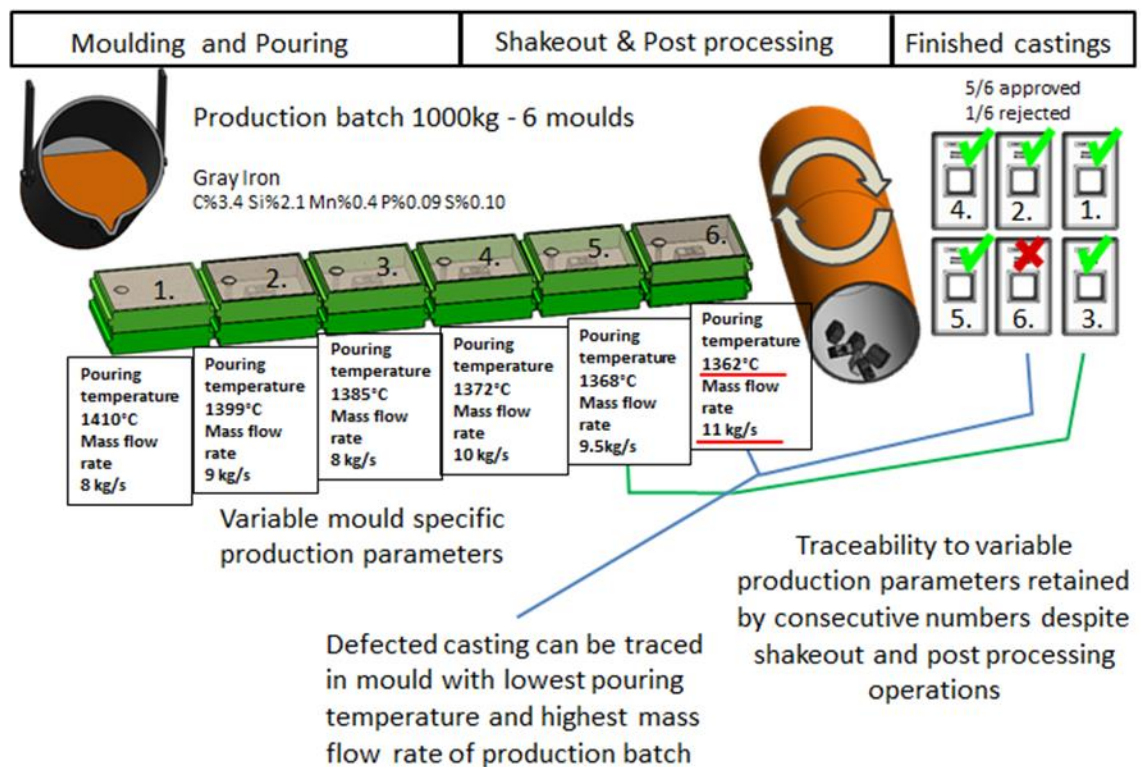 Moulding and Pouring
Shakeout & Post processing
Finished castings
Production batch 1000kg - 6 moulds
5/6 approved
1/6 rejected
Gray Iron
C%3.4 Si%2.1 Mn%0.4 P%0.09 S%0.10
1.
2.
3.
4.
5.
6.
4.
2.
1.
5.
6.
3.
Pouring
temperature
1410°C
Mass flow
rate
8 kg/s
Pouring
temperature
1399°C
Mass flow
rate
9 kg/s
Pouring
temperature
1385°C
Mass flow
rate
8 kg/s
Pouring
temperature
1372°C
Mass flow
rate
10 kg/s
Pouring
temperature
1368°C
Mass flow
rate
9.5kg/s
Pouring
temperature
1362°C
Mass flow
rate
11 kg/s
Variable mould specific
production parameters
Traceability to variable
production parameters retained
by consecutive numbers despite
shakeout and post processing
operations
Defected casting can be traced
in mould with lowest pouring
temperature and highest mass
flow rate of production batch